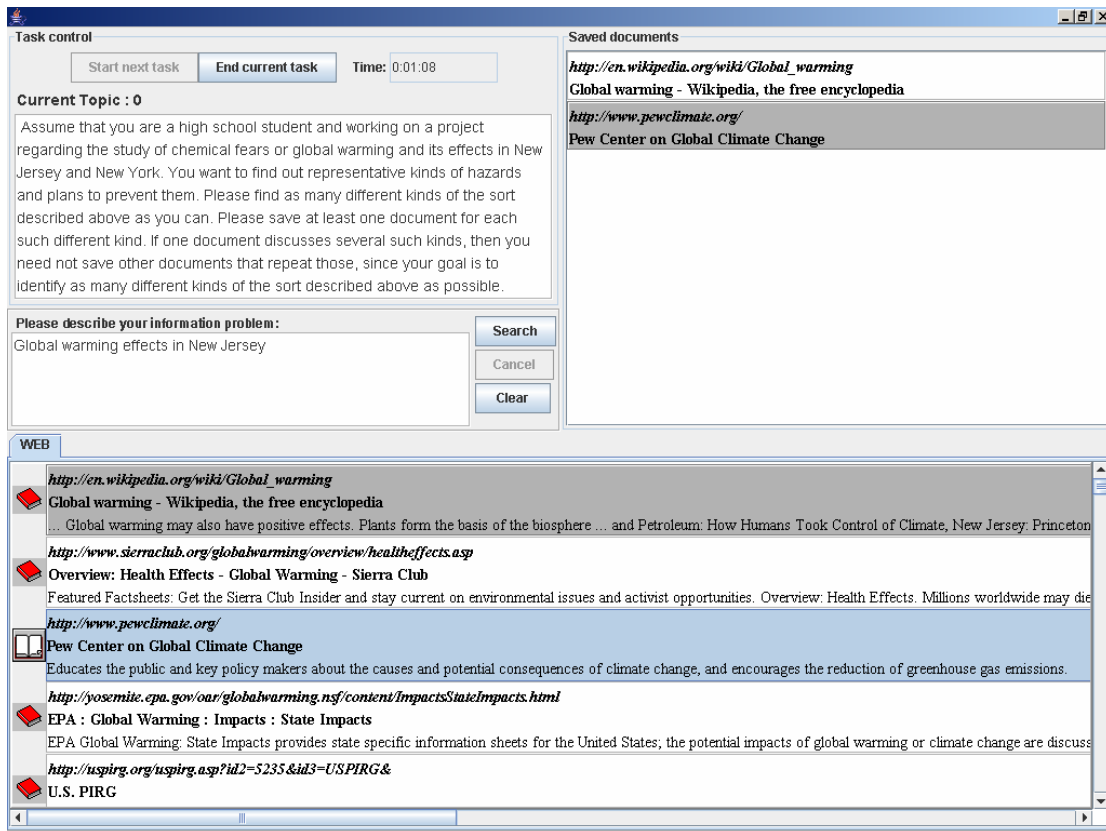 Task control
Start next task
End current task
Time: 0:01:08
Current Topic : 0
Assume that you are a high school student and working on a project
regarding the study of chemical fears or global warming and its effects in New
Jersey and New York. You want to find out representative kinds of hazards
and plans to prevent them. Please find as many different kinds of the sort
described above as you can. Please save at least one document for each
such different kind. If one document discusses several such kinds, then you
need not save other documents that repeat those, since your goal is to
identify as many different kinds of the sort described above as possible.
Please describe your information problem:
Global warming effects in New Jersey
Search
Cancel
Clear
Saved documents
http://en.wikipedia.org/wiki/Global_warming
Global warming - Wikipedia, the free encyclopedia
http://www.pewclimate.org/
Pew Center on Global Climate Change
WEB
http://en.wikipedia.org/wiki/Global_warming
Global warming - Wikipedia, the free encyclopedia
... Global warming may also have positive effects. Plants form the basis of the biosphere ... and Petroleum: How Humans Took Control of Climate, New Jersey: Princeton
http://www.sierraclub.org/globalwarming/overview/healtheffects.asp
Overview: Health Effects - Global Warming - Sierra Club
Featured Factsheets: Get the Sierra Club Insider and stay current on environmental issues and activist opportunities. Overview: Health Effects. Millions worldwide may die
http://www.pewclimate.org/
Pew Center on Global Climate Change
Educates the public and key policy makers about the causes and potential consequences of climate change, and encourages the reduction of greenhouse gas emissions.
http://yosemite.epa.gov/oar/globalwarming.nsf/content/ImpactsStateImpacts.html
EPA : Global Warming : Impacts : State Impacts
EPA Global Warming: State Impacts provides state specific information sheets for the United States; the potential impacts of global warming or climate change are discuss
http://uspirg.org/uspirg.asp?id2=5235&id3=USPIRG&
U.S. PIRG